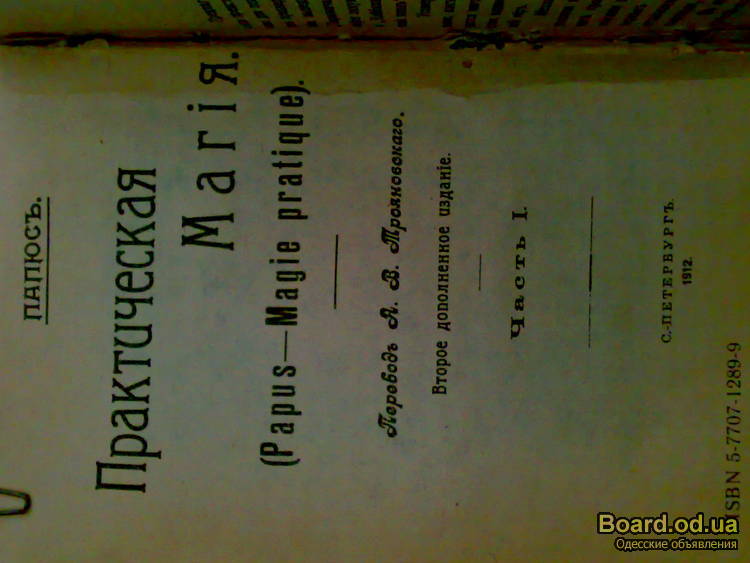 ПАПЮСЪ.
Практическая
Магія.
(Papus—Magie pratique).
Переводъ А. В. Трояновскаго.
Второе дополненное изданіе.
Часть I.
С.-ПЕТЕРБУРГЪ.
1912.
ISBN 5-7707-1289-9
Board.od.ua
Одесские объявления